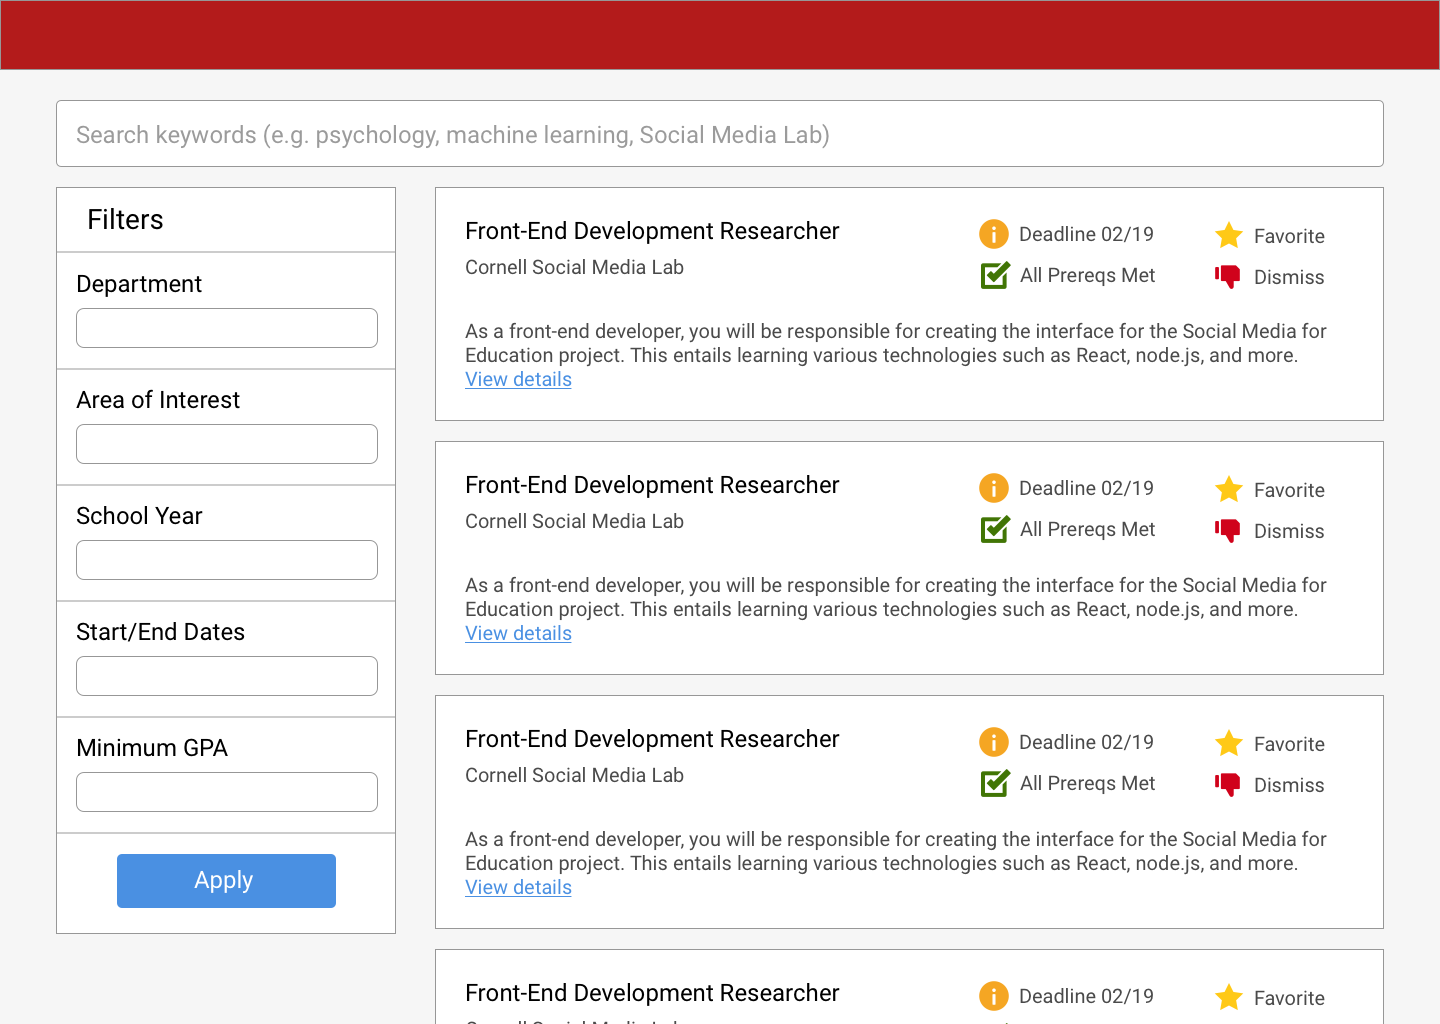 Search keywords (e.g. psychology, machine learning, Social Media Lab)
Filters
Department
Area of Interest
School Year
Start/End Dates
Minimum GPA
Apply
Front-End Development Researcher
Cornell Social Media Lab
Deadline 02/19
All Prereqs Met
Favorite
Dismiss
As a front-end developer, you will be responsible for creating the interface for the Social Media for
Education project. This entails learning various technologies such as React, node.js, and more.
View details
Front-End Development Researcher
Cornell Social Media Lab
Deadline 02/19
All Prereqs Met
Favorite
Dismiss
As a front-end developer, you will be responsible for creating the interface for the Social Media for
Education project. This entails learning various technologies such as React, node.js, and more.
View details
Front-End Development Researcher
Cornell Social Media Lab
Deadline 02/19
All Prereqs Met
Favorite
Dismiss
As a front-end developer, you will be responsible for creating the interface for the Social Media for
Education project. This entails learning various technologies such as React, node.js, and more.
View details
Front-End Development Researcher
Deadline 02/19
Favorite